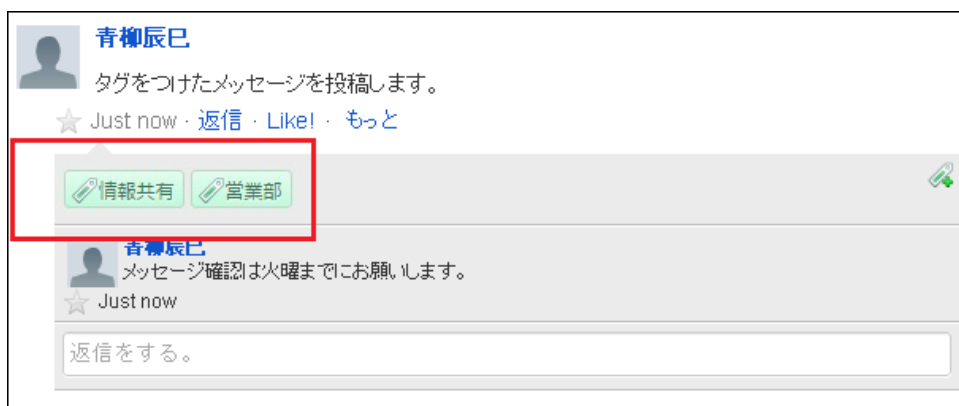 青柳辰巳
タグをつけたメッセージを投稿します。
Just now · 返信 · Like! · もっと
情報共有 営業部
青柳辰巳
メッセージ確認は火曜までにお願いします。
Just now
返信をする。